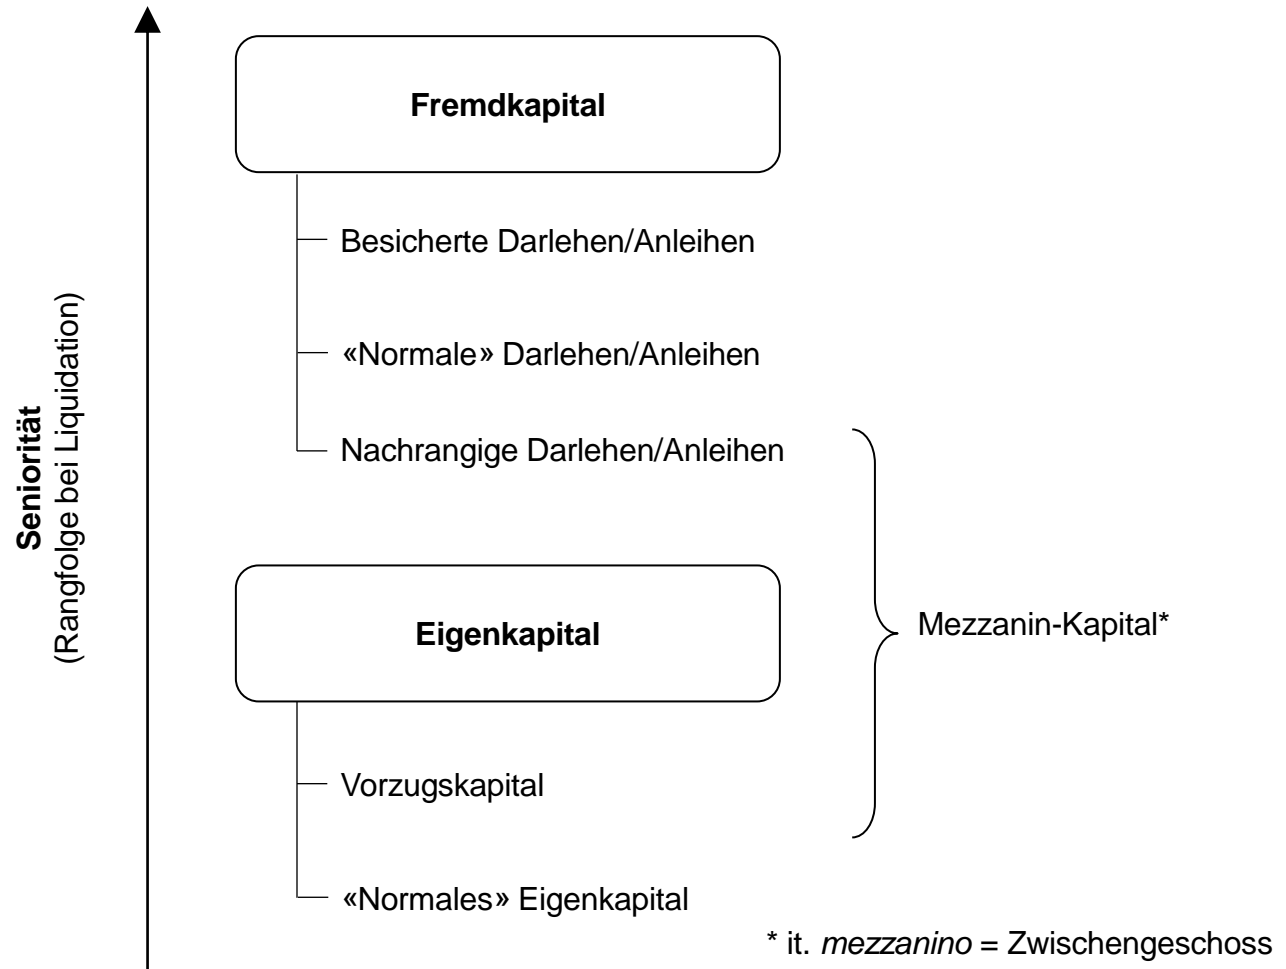 Fremdkapital
Besicherte Darlehen/Anleihen
«Normale» Darlehen/Anleihen
Nachrangige Darlehen/Anleihen
Seniorität
(Rangfolge bei Liquidation)
Eigenkapital
Mezzanin-Kapital*
Vorzugskapital
«Normales» Eigenkapital
* it. mezzanino = Zwischengeschoss